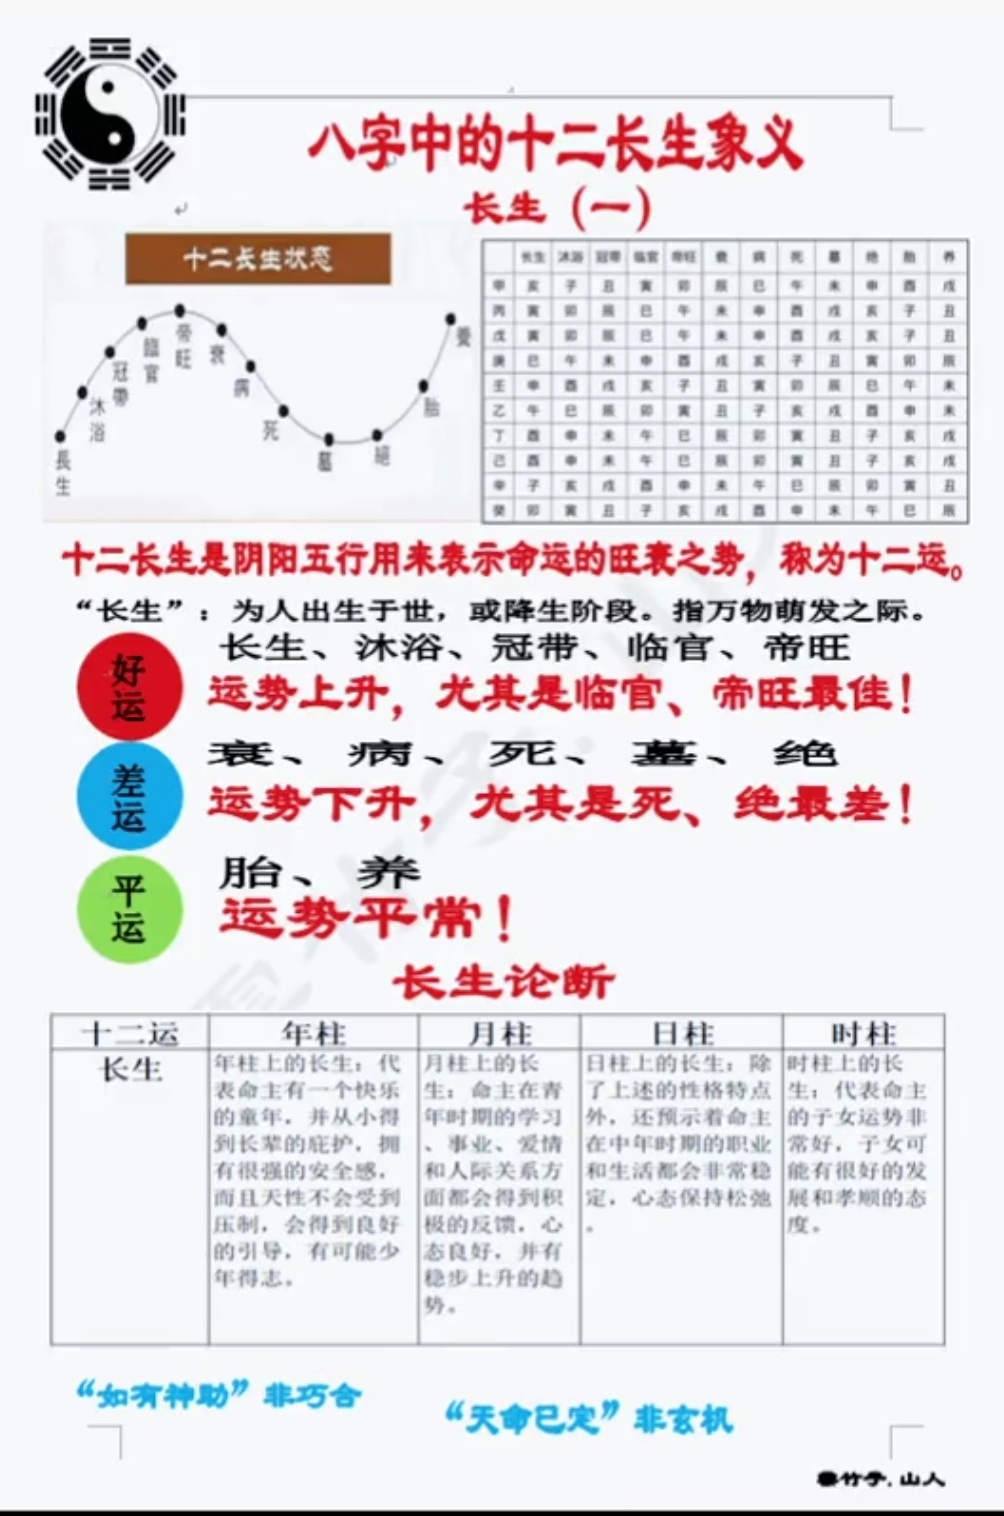 八字中的十二长生象义
长生（一）
十二长生状态
長生
沐浴
冠帶
臨官
帝旺
衰
病
死
墓
絕
胎
養
长生 沐浴 冠带 临官 帝旺 衰 病 死 墓 绝 胎 养
甲 亥 子 丑 寅 卯 辰 巳 午 未 申 酉 戌
丙 寅 卯 辰 巳 午 未 申 酉 戌 亥 子 丑
戊 寅 卯 辰 巳 午 未 申 酉 戌 亥 子 丑
庚 巳 午 未 申 酉 戌 亥 子 丑 寅 卯 辰
壬 申 酉 戌 亥 子 丑 寅 卯 辰 巳 午 未
乙 午 巳 辰 卯 寅 丑 子 亥 戌 酉 申 未
丁 酉 申 未 午 巳 辰 卯 寅 丑 子 亥 戌
己 酉 申 未 午 巳 辰 卯 寅 丑 子 亥 戌
辛 子 亥 戌 酉 申 未 午 巳 辰 卯 寅 丑
癸 卯 寅 丑 子 亥 戌 酉 申 未 午 巳 辰
十二长生是阴阳五行用来表示命运的旺衰之势，称为十二运。
“长生”：为人出生于世，或降生阶段。指万物萌发之际。
好运
长生、沐浴、冠带、临官、帝旺
运势上升，尤其是临官、帝旺最佳！
差运
衰、病、死、墓、绝
运势下升，尤其是死、绝最差！
平运
胎、养
运势平常！
长生论断
十二运 年柱 月柱 日柱 时柱
长生
年柱上的长生：代
表命主有一个快乐
的童年，并从小得
到长辈的庇护，拥
有很强的安全感，
而且天性不会受到
压制，会得到良好
的引导，有可能少
年得志。
月柱上的长
生：命主在青
年时期的学习
、事业、爱情
和人际关系方
面都会得到积
极的反馈，心
态良好，并有
稳步上升的趋
势。
日柱上的长生：除
了上述的性格特点
外，还预示着命主
在中年时期的职业
和生活都会非常稳
定，心态保持松弛
。
时柱上的长
生：代表命主
的子女运势非
常好，子女可
能有很好的发
展和孝顺的态
度。
“如有神助”非巧合
“天命已定”非玄机